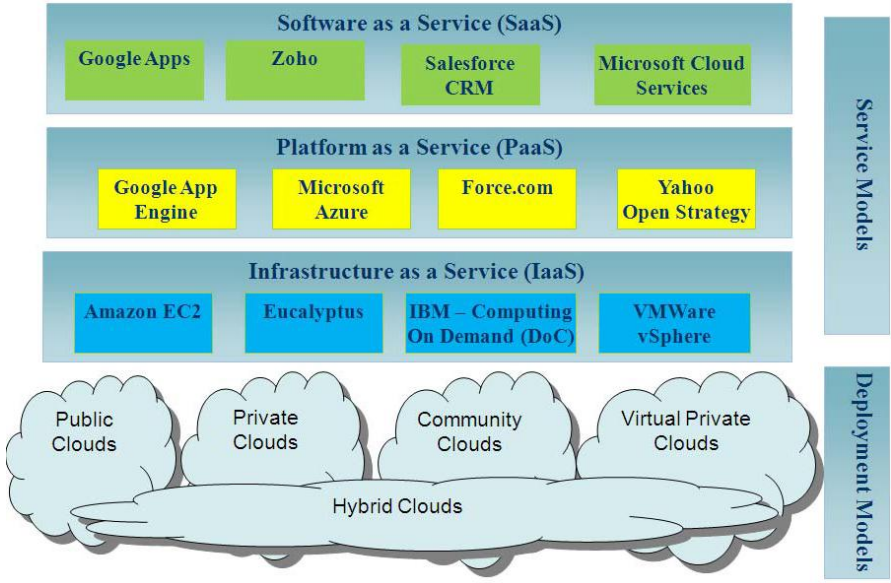 Software as a Service (SaaS)
Google Apps
Zoho
Salesforce
CRM
Microsoft Cloud
Services
Platform as a Service (PaaS)
Google App
Engine
Microsoft
Azure
Force.com
Yahoo
Open Strategy
Infrastructure as a Service (IaaS)
Amazon EC2
Eucalyptus
IBM – Computing
On Demand (DoC)
VMWare
vSphere
Service Models
Public
Clouds
Private
Clouds
Community
Clouds
Virtual Private
Clouds
Hybrid Clouds
Deployment Models